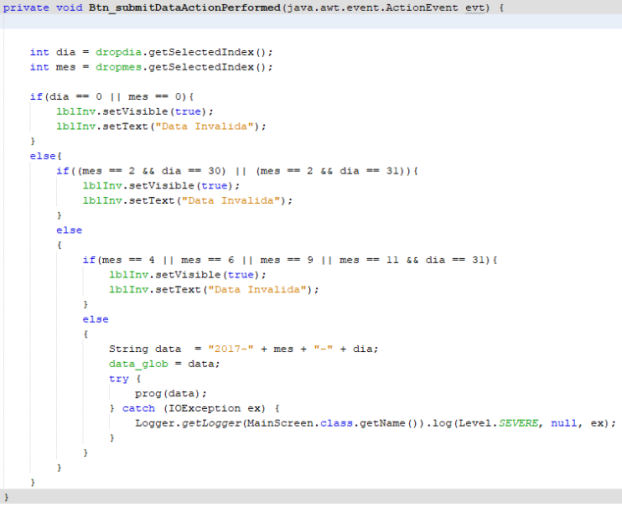 private void Btn_submitDataActionPerformed(java.awt.event.ActionEvent evt) {
int dia = dropdia.getSelectedIndex();
int mes = dropmes.getSelectedIndex();
if(dia == 0 || mes == 0){
lblInv.setVisible(true);
lblInv.setText("Data Invalida");
}
else{
if((mes == 2 && dia == 30) || (mes == 2 && dia == 31)){
lblInv.setVisible(true);
lblInv.setText("Data Invalida");
}
else
{
if(mes == 4 || mes == 6 || mes == 9 || mes == 11 && dia == 31){
lblInv.setVisible(true);
lblInv.setText("Data Invalida");
}
else
{
String data  = "2017-" + mes + "-" + dia;
data_glob = data;
try {
prog(data);
} catch (IOException ex) {
Logger.getLogger(MainScreen.class.getName()).log(Level.SEVERE, null, ex);
}
}
}
}
}